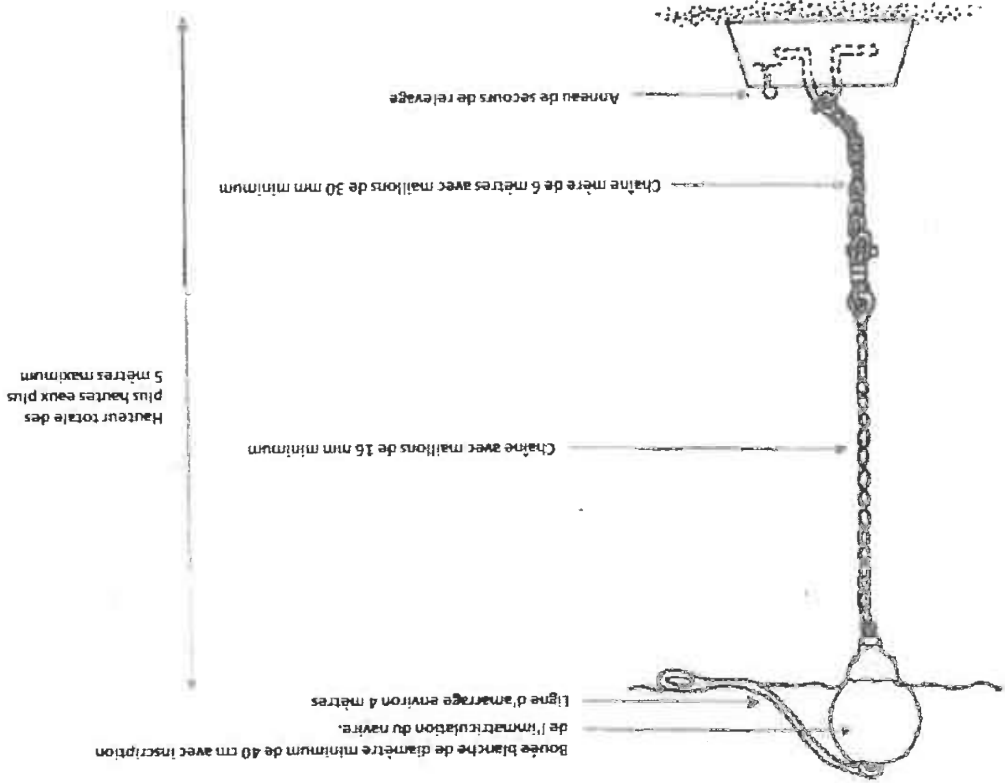 Bouée blanche de diamètre minimum de 40 cm avec inscription
de l'immatriculation du navire.
Ligne d'amarrage environ 4 mètres
Chaîne avec maillons de 16 mm minimum
Hauteur totale des
plus hautes eaux plus
5 mètres maximum
Chaîne mère de 6 mètres avec maillons de 30 mm minimum
Anneau de secours de relevage